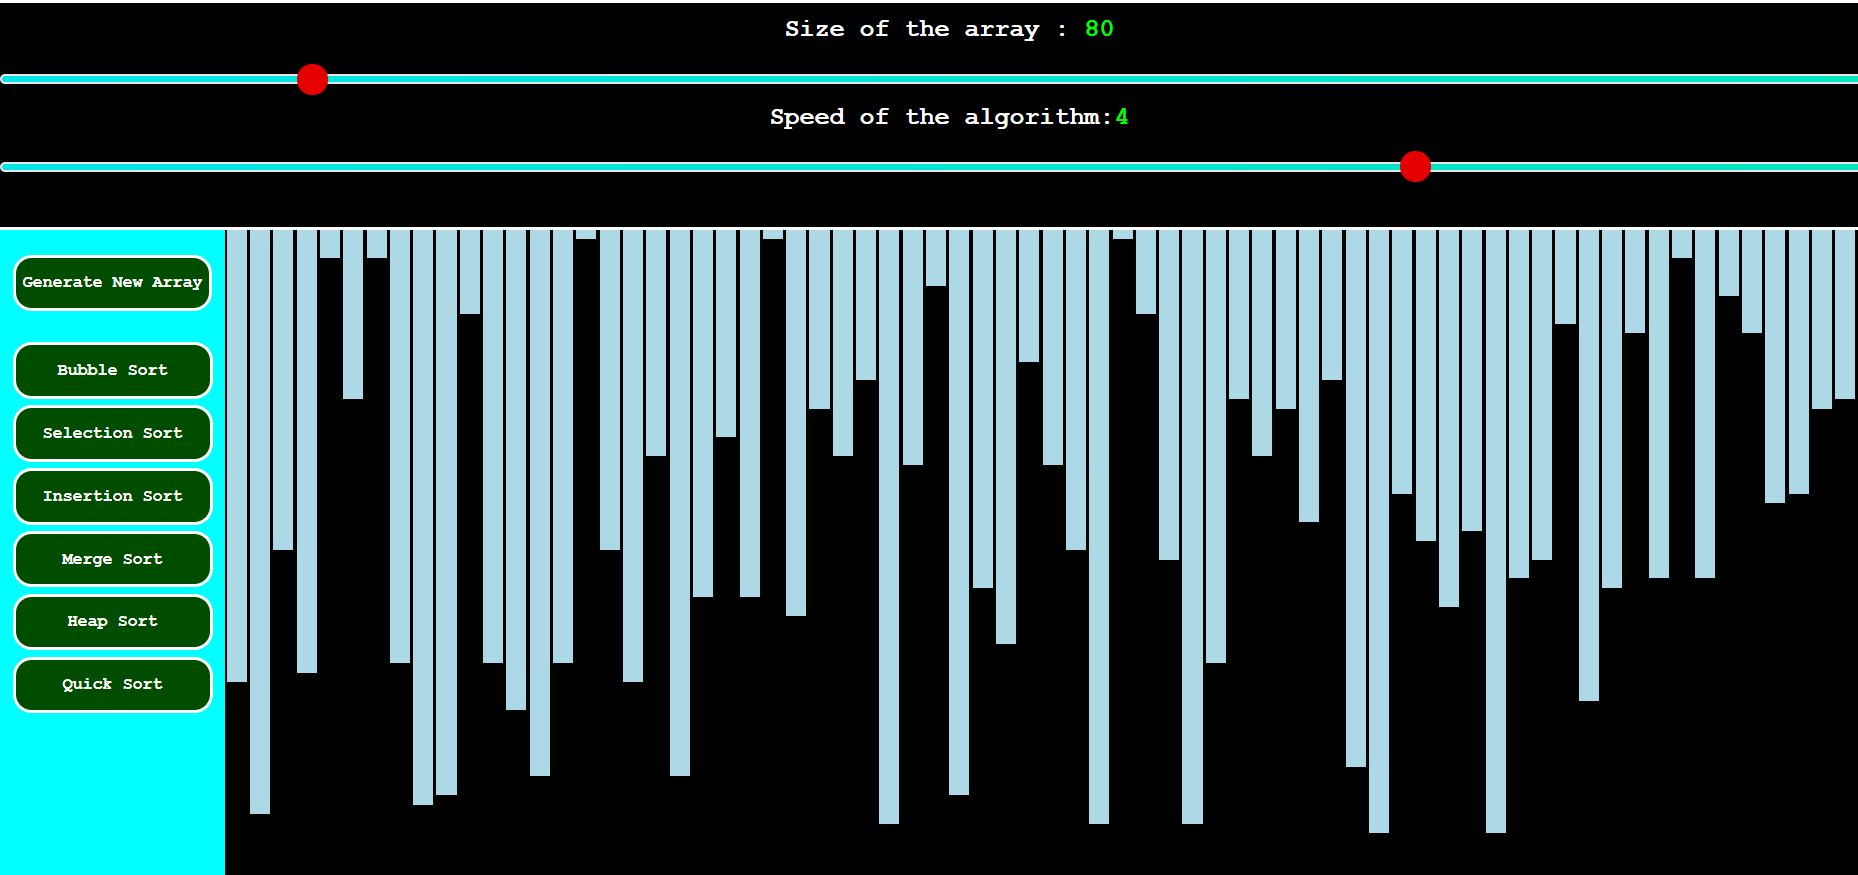 Size of the array : 80
Speed of the algorithm:4
Generate New Array
Bubble Sort
Selection Sort
Insertion Sort
Merge Sort
Heap Sort
Quick Sort